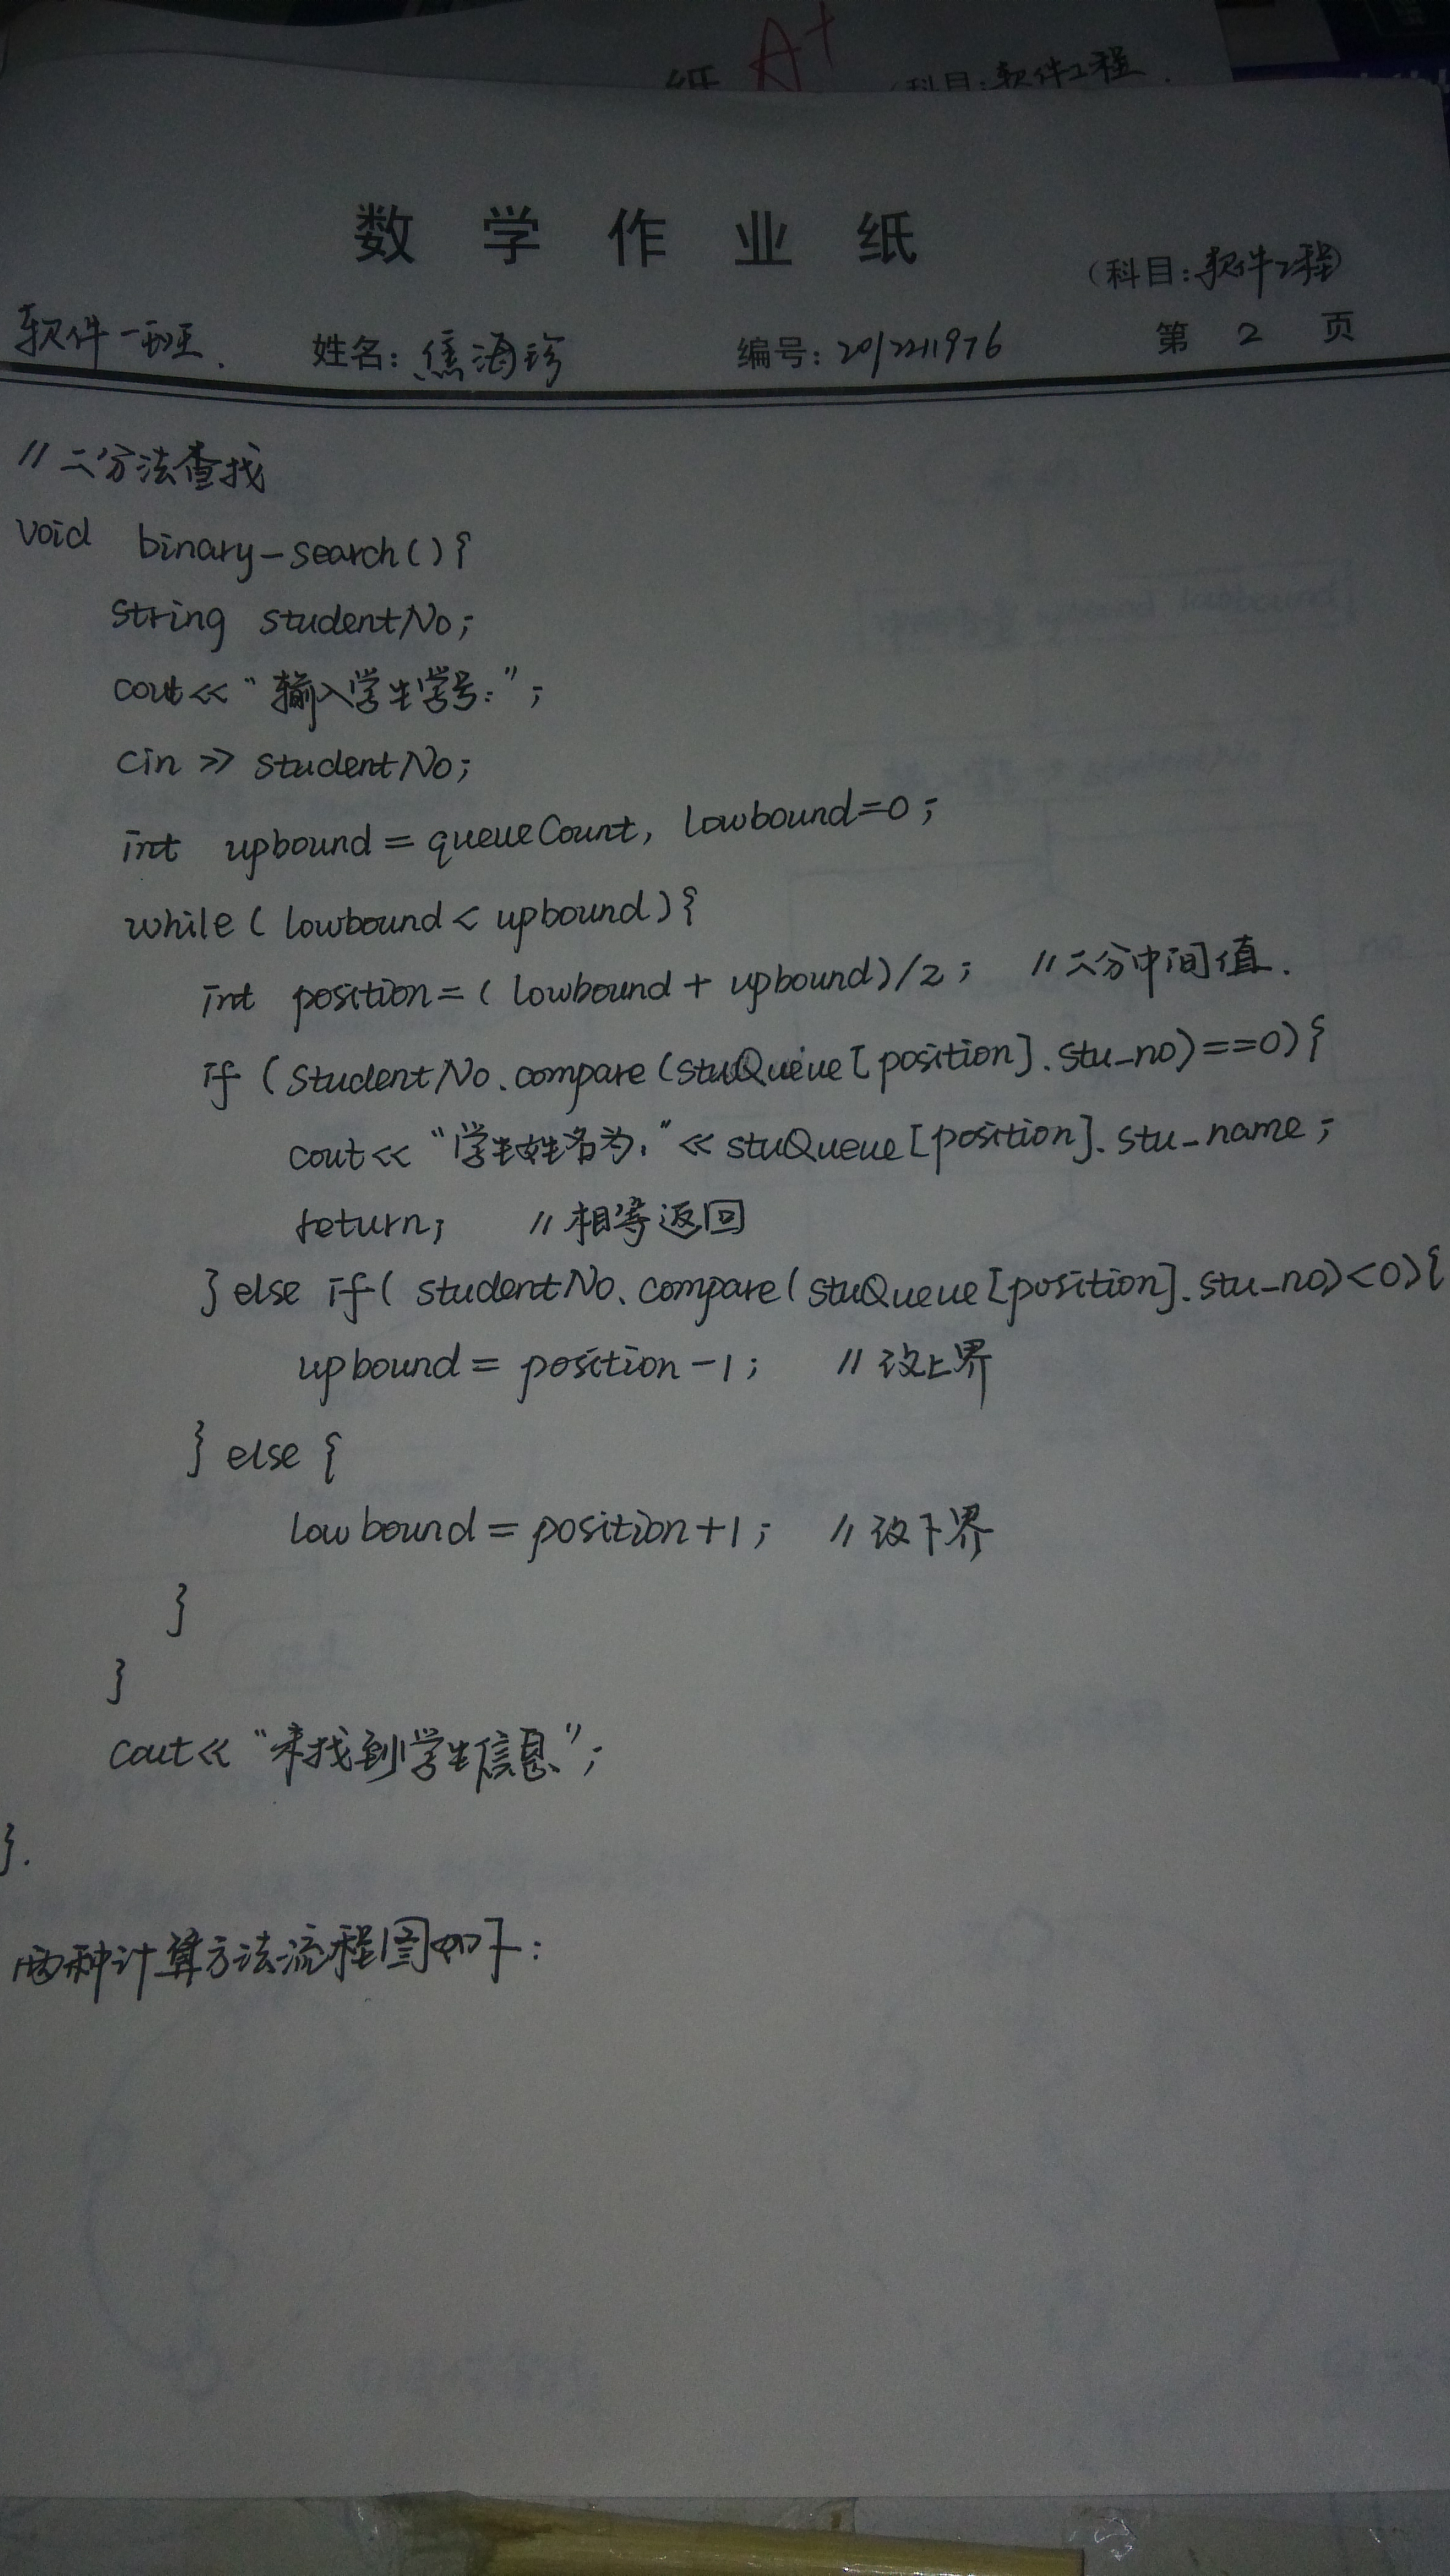 纸 A+ (科目:软件工程
数学作业纸
(科目:软件工程)
软件一班. 姓名:焦海珍 编号:2012211976 第 2 页
//二分法查找
void binary-search(){
string studentNo;
cout<<"输入学生学号:";
cin>>studentNo;
int upbound=queueCount, lowbound=0;
while(lowbound<upbound){
int position=(lowbound+upbound)/2; //二分中间值.
if(studentNo.compare(stuQueue[position].stu_no)==0){
cout<<"学生姓名为:"<<stuQueue[position].stu_name;
return; //相等返回
}else if(studentNo.compare(stuQueue[position].stu_no)<0){
upbound=position-1; //改上界
}else{
lowbound=position+1; //改下界
}
}
cout<<"未找到学生信息";
}.
两种计算方法流程图如下: